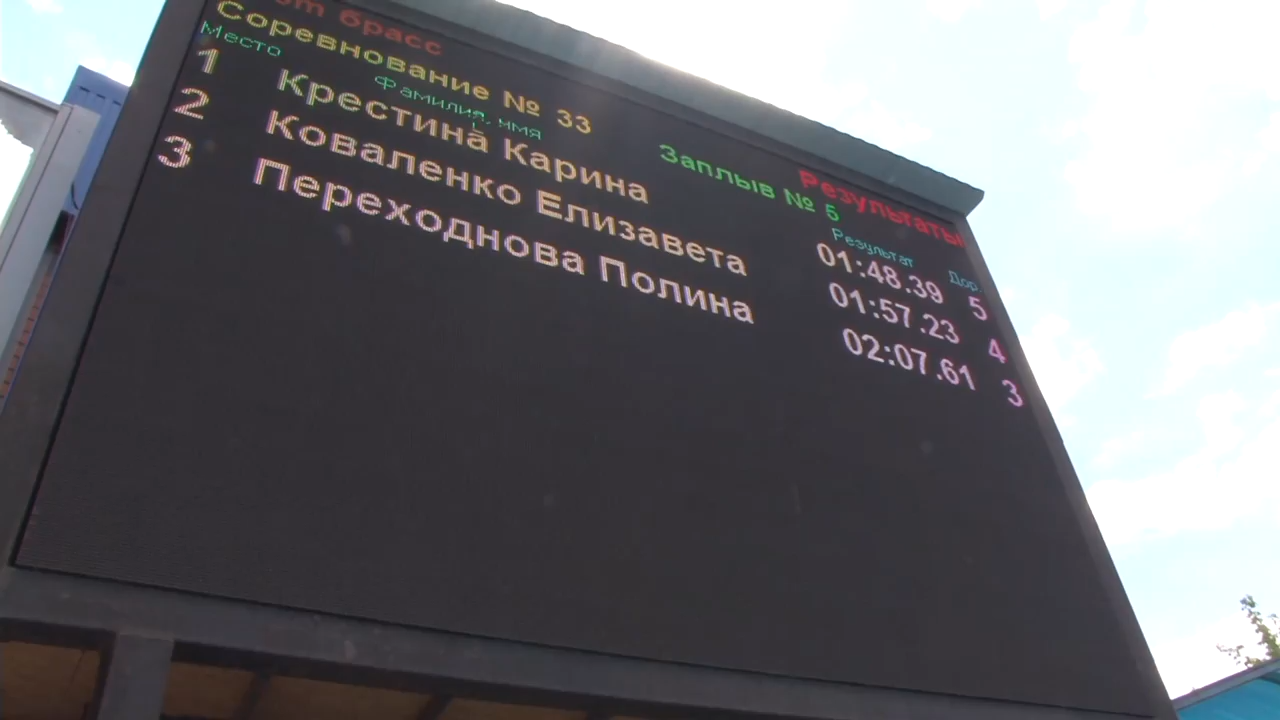 брасс Результаты
Соревнование № 33 Заплыв № 5
Место Фамилия, имя Результат Дор.
1 Крестина Карина 01:48.39 5
2 Коваленко Елизавета 01:57.23 4
3 Переходнова Полина 02:07.61 3